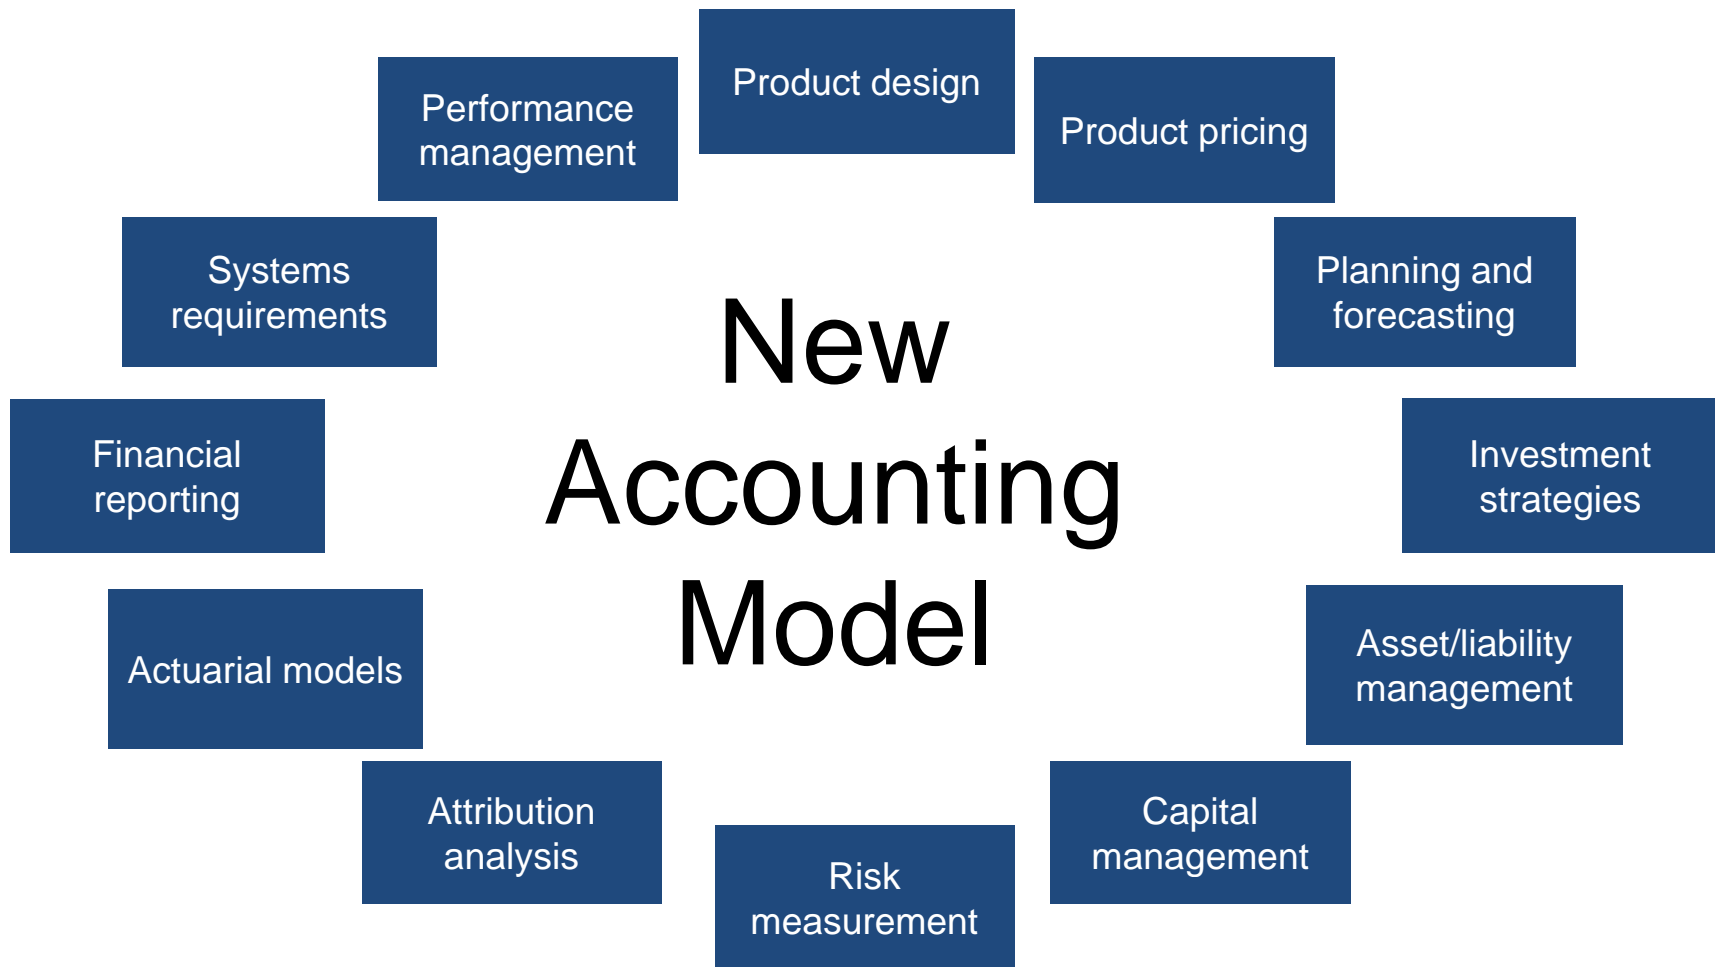 Product design
Product pricing
Planning and
forecasting
Investment
strategies
Asset/liability
management
Capital
management
Risk
measurement
Attribution
analysis
Actuarial models
Financial
reporting
Systems
requirements
Performance
management
New
Accounting
Model